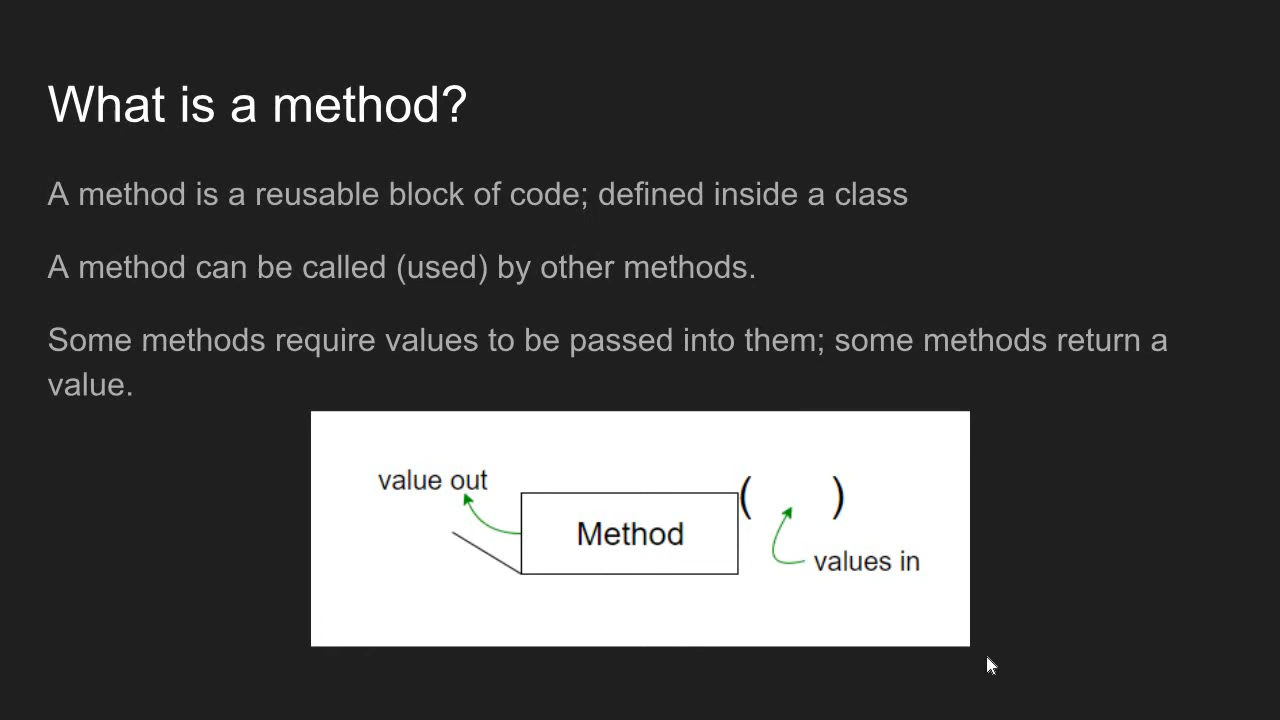 What is a method?
A method is a reusable block of code; defined inside a class
A method can be called (used) by other methods.
Some methods require values to be passed into them; some methods return a
value.
value out
Method
( )
values in